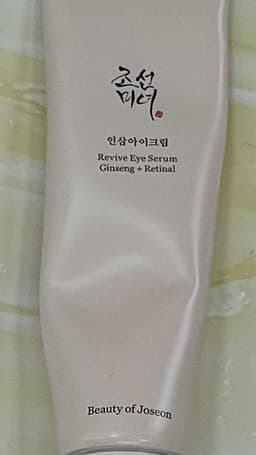 조선
미녀
인삼아이크림
Revive Eye Serum
Ginseng + Retinal
Beauty of Joseon